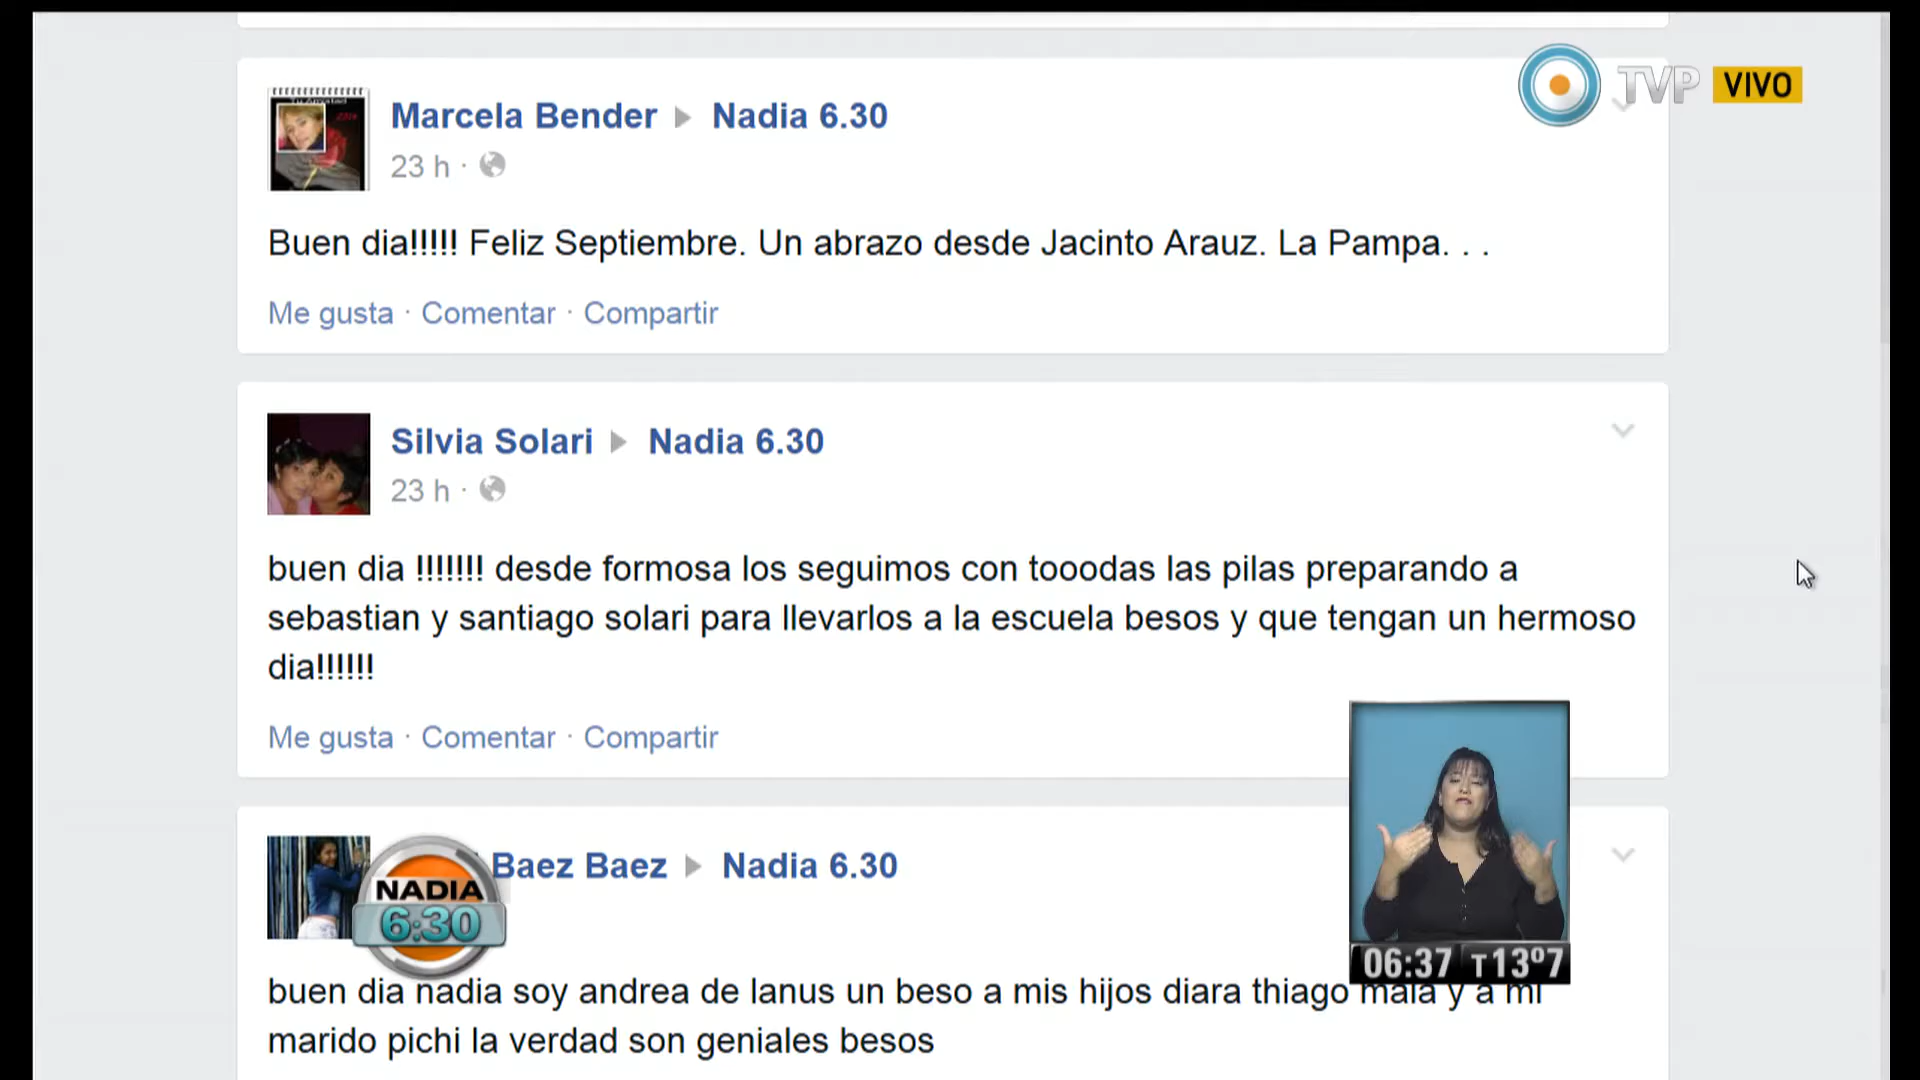 TVP VIVO
Marcela Bender Nadia 6.30
23 h ·
Buen dia!!!!! Feliz Septiembre. Un abrazo desde Jacinto Arauz. La Pampa. . .
Me gusta · Comentar · Compartir
Silvia Solari Nadia 6.30
23 h ·
buen dia !!!!!!! desde formosa los seguimos con tooodas las pilas preparando a
sebastian y santiago solari para llevarlos a la escuela besos y que tengan un hermoso
dia!!!!!!
Me gusta · Comentar · Compartir
Baez Baez Nadia 6.30
NADIA
6:30
06:37 T13º7
buen dia nadia soy andrea de lanus un beso a mis hijos diara thiago maia y a mi
marido pichi la verdad son geniales besos